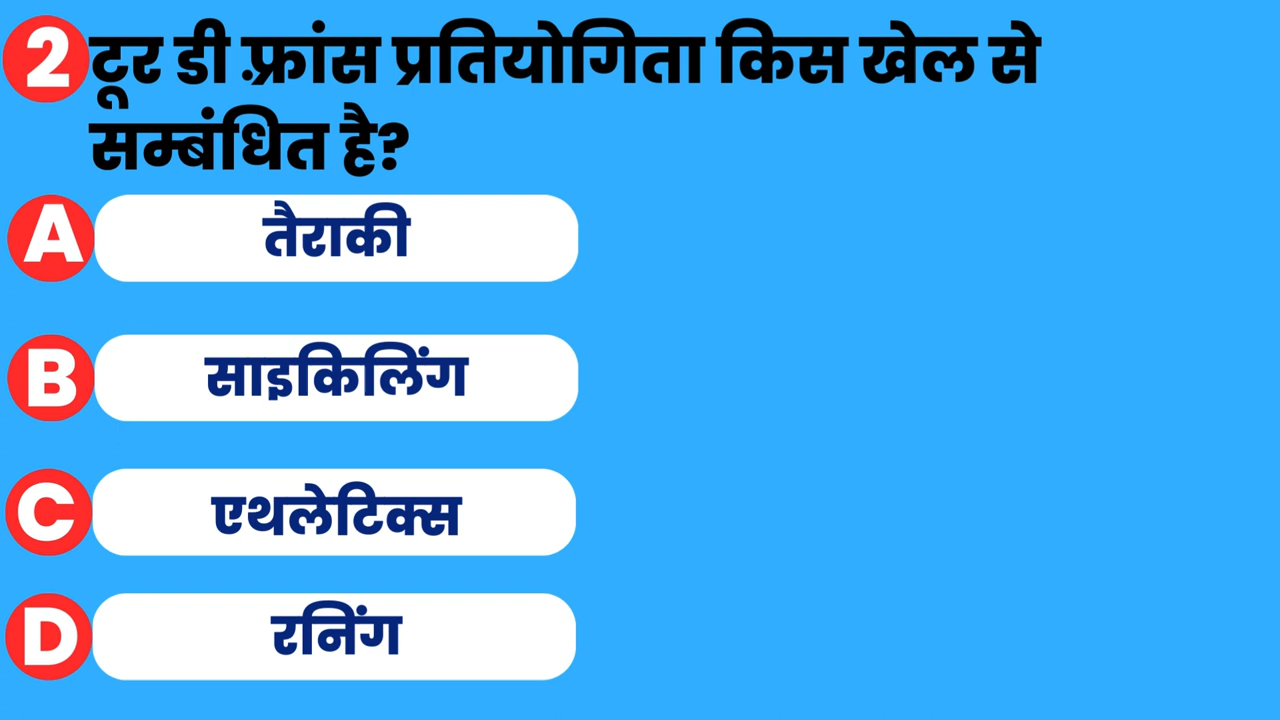 2 टूर डी फ़्रांस प्रतियोगिता किस खेल से
सम्बंधित है?
A तैराकी
B साइकिलिंग
C एथलेटिक्स
D रनिंग